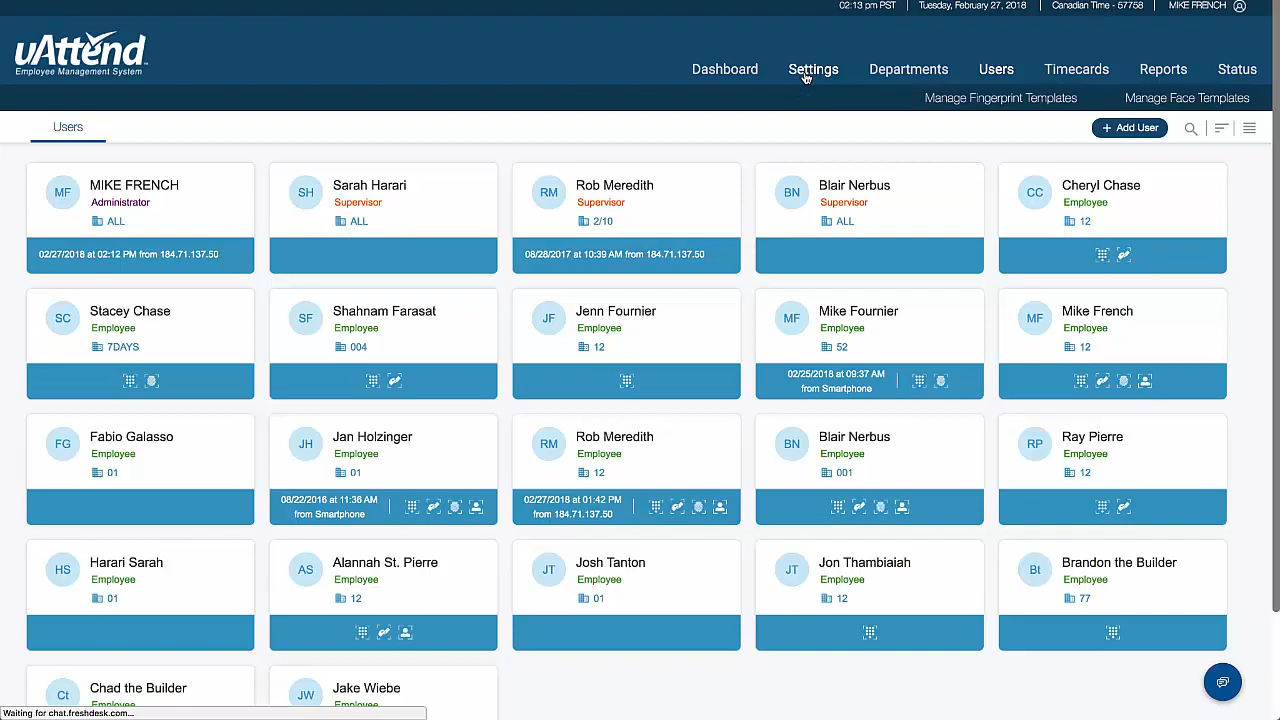 02:13 pm PST
Tuesday, February 27, 2018
Canadian Time - 57758
MIKE FRENCH
uAttend
Employee Management System
Dashboard
Settings
Departments
Users
Timecards
Reports
Status
Manage Fingerprint Templates
Manage Face Templates
Users
+ Add User
MF
MIKE FRENCH
Administrator
ALL
02/27/2018 at 02:12 PM from 184.71.137.50
SH
Sarah Harari
Supervisor
ALL
RM
Rob Meredith
Supervisor
2/10
08/28/2017 at 10:39 AM from 184.71.137.50
BN
Blair Nerbus
Supervisor
ALL
CC
Cheryl Chase
Employee
12
SC
Stacey Chase
Employee
7DAYS
SF
Shahnam Farasat
Employee
004
JF
Jenn Fournier
Employee
12
MF
Mike Fournier
Employee
52
02/25/2018 at 09:37 AM
from Smartphone
MF
Mike French
Employee
12
FG
Fabio Galasso
Employee
01
JH
Jan Holzinger
Employee
01
08/22/2016 at 11:36 AM
from Smartphone
RM
Rob Meredith
Employee
12
02/27/2018 at 01:42 PM
from 184.71.137.50
BN
Blair Nerbus
Employee
001
RP
Ray Pierre
Employee
12
HS
Harari Sarah
Employee
01
AS
Alannah St. Pierre
Employee
12
JT
Josh Tanton
Employee
01
JT
Jon Thambiaiah
Employee
12
Bt
Brandon the Builder
Employee
77
Ct
Chad the Builder
Employee
JW
Jake Wiebe
Employee
Waiting for chat.freshdesk.com...